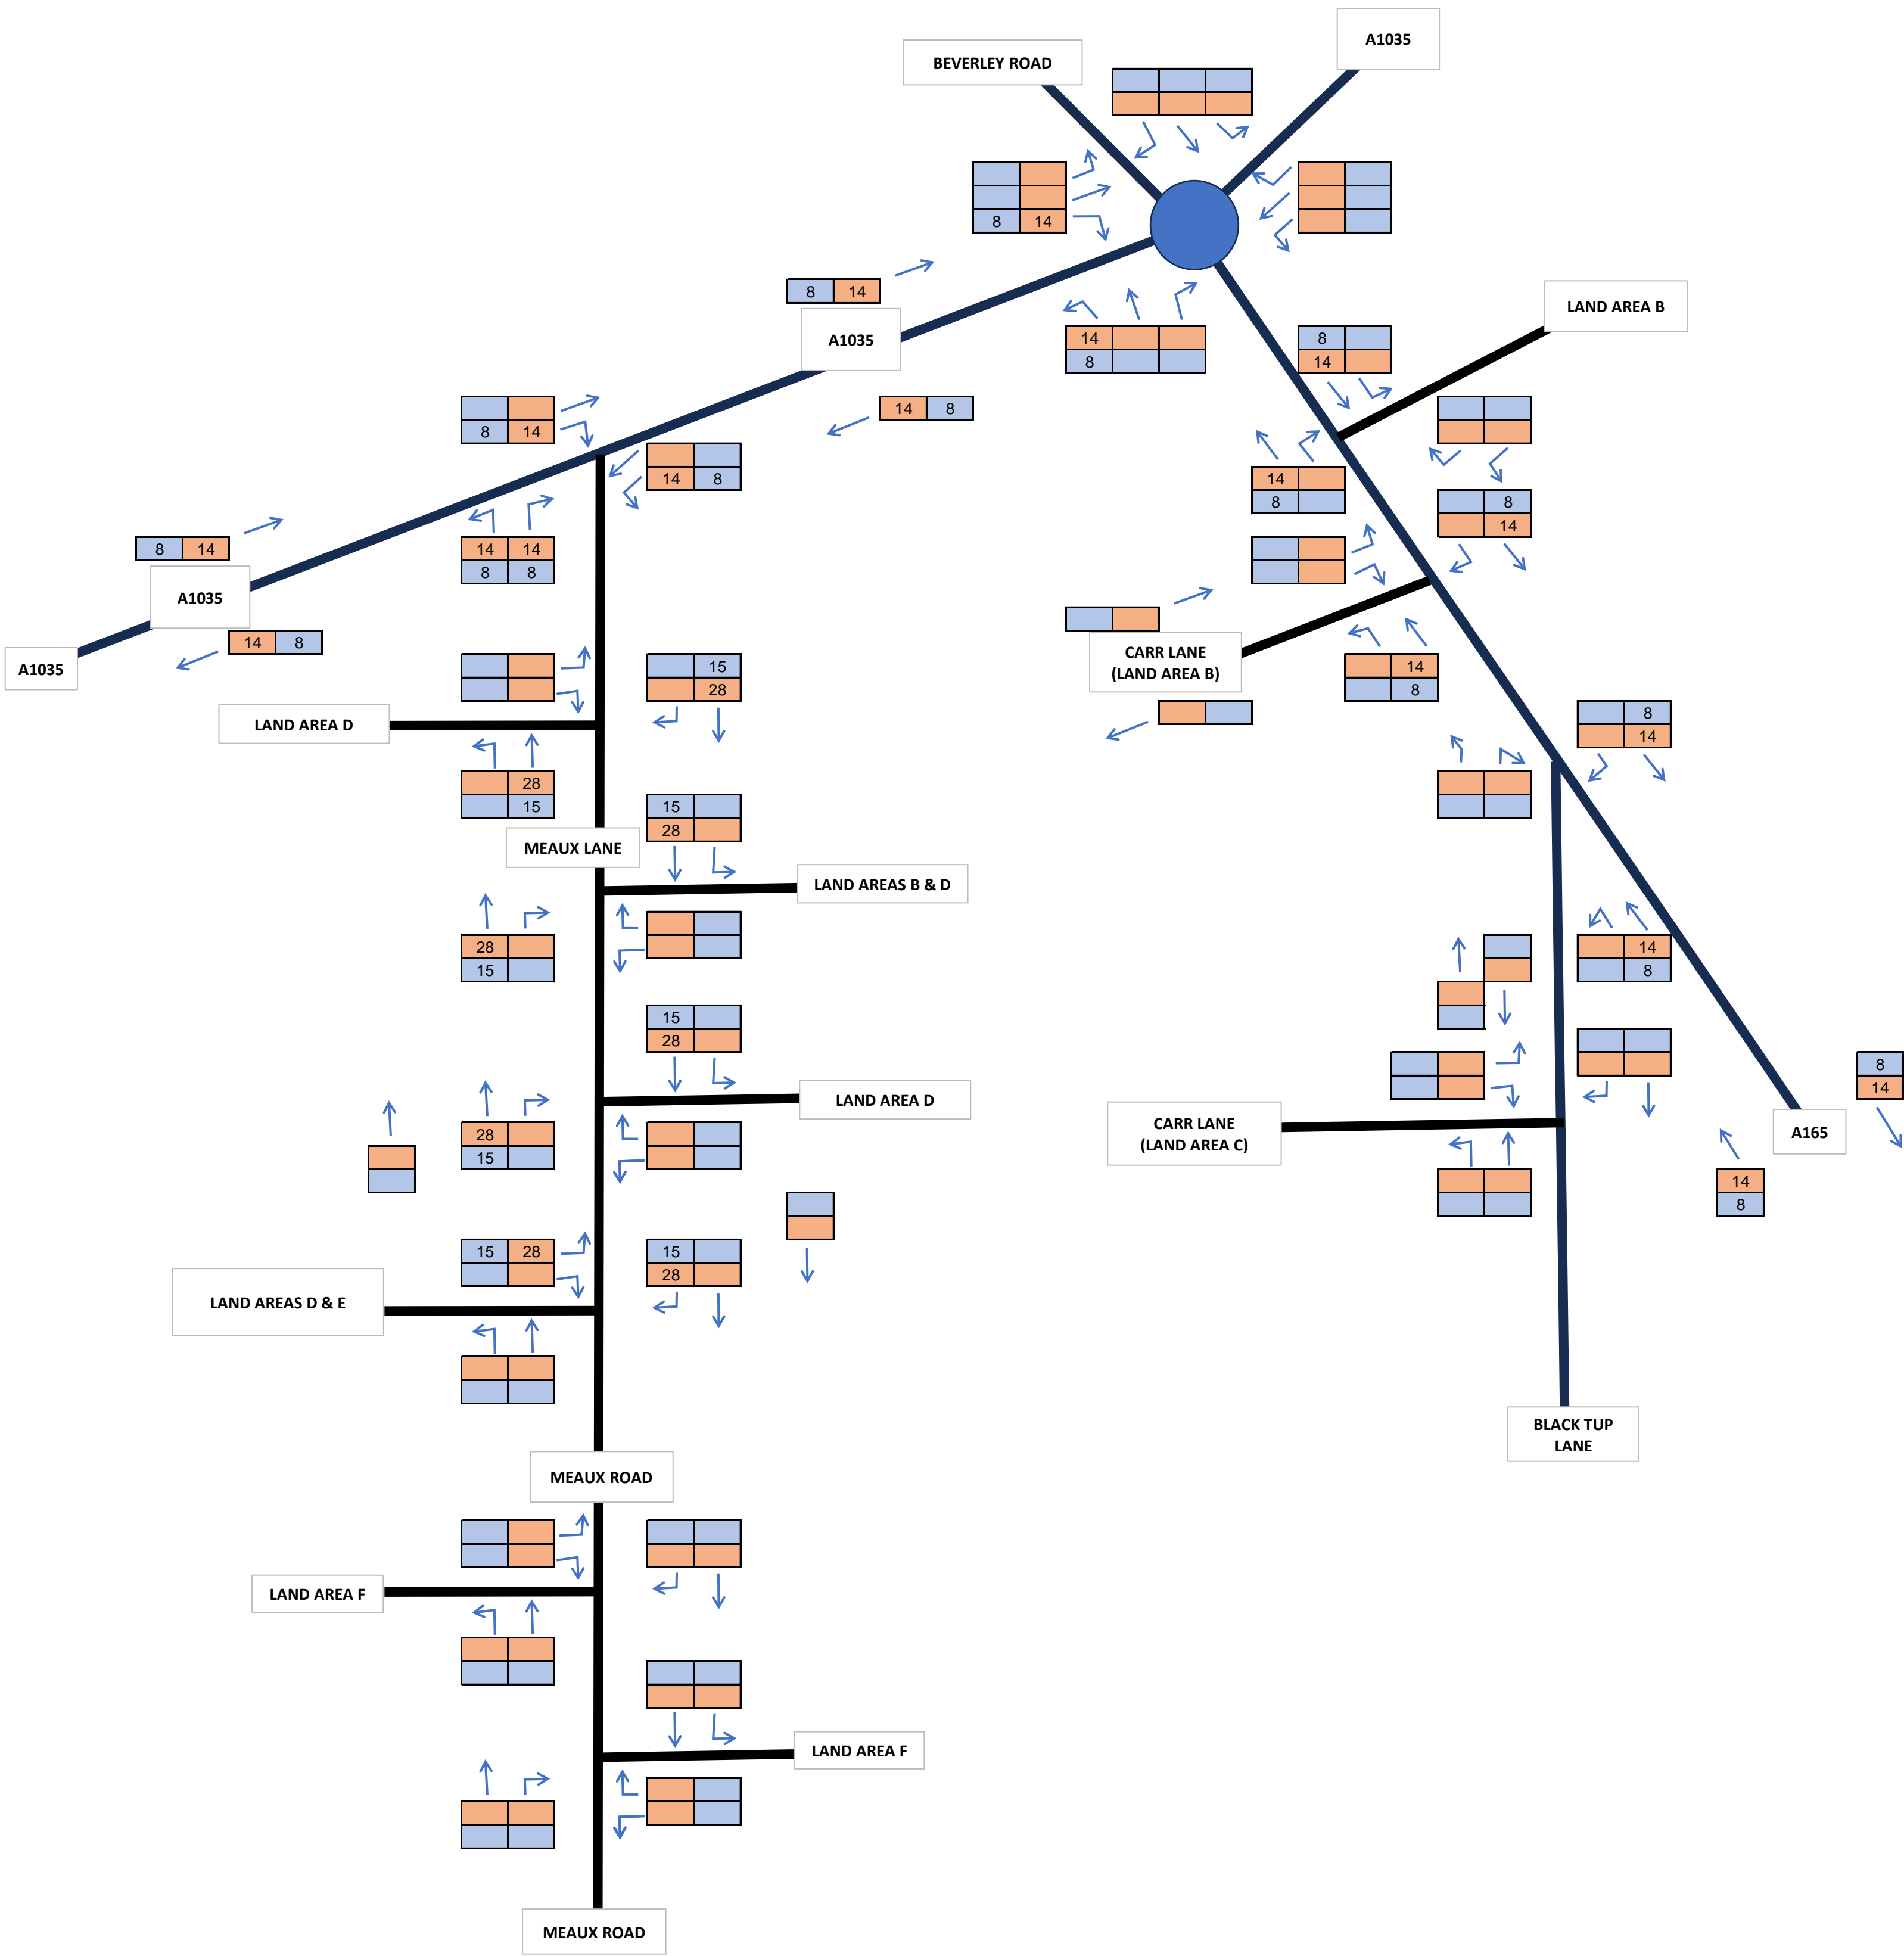 A1035
BEVERLEY ROAD
8 14
8 14
LAND AREA B
A1035
14
8
8
14
14 8
8 14
14 8
14
8
8
14
8 14
14 14
8 8
A1035
A1035
14 8
CARR LANE
(LAND AREA B)
14
8
15
28
LAND AREA D
8
14
28
15
15
28
MEAUX LANE
LAND AREAS B & D
28
15
14
8
15
28
8
14
LAND AREA D
28
15
CARR LANE
(LAND AREA C)
A165
14
8
15 28
15
28
LAND AREAS D & E
BLACK TUP
LANE
MEAUX ROAD
LAND AREA F
LAND AREA F
MEAUX ROAD